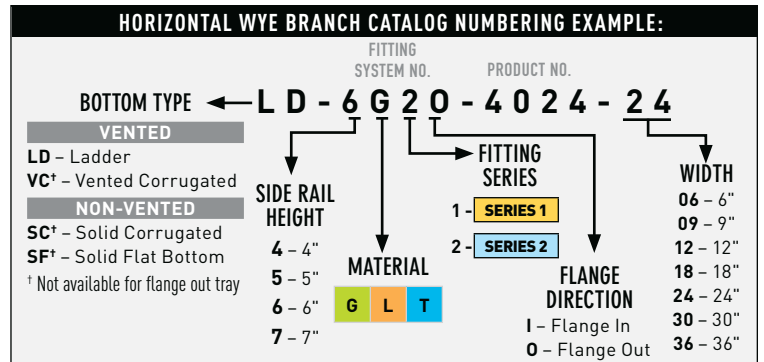 HORIZONTAL WYE BRANCH CATALOG NUMBERING EXAMPLE:
FITTING
SYSTEM NO.
PRODUCT NO.
BOTTOM TYPE
LD-6G2O-4024-24
VENTED
LD – Ladder
VC† – Vented Corrugated
NON-VENTED
SC† – Solid Corrugated
SF† – Solid Flat Bottom
† Not available for flange out tray
SIDE RAIL
HEIGHT
4 – 4"
5 – 5"
6 – 6"
7 – 7"
MATERIAL
G L T
FITTING
SERIES
1 - SERIES 1
2 - SERIES 2
FLANGE
DIRECTION
I – Flange In
O – Flange Out
WIDTH
06 – 6"
09 – 9"
12 – 12"
18 – 18"
24 – 24"
30 – 30"
36 – 36"